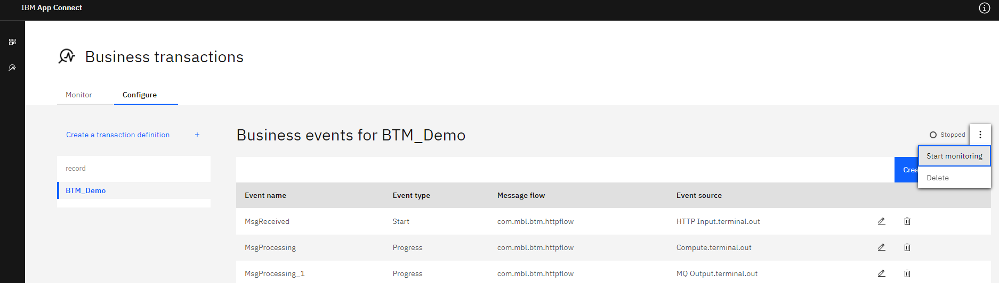 IBM App Connect
Business transactions
Monitor
Configure
Create a transaction definition +
record
BTM_Demo
Business events for BTM_Demo
Stopped
Start monitoring
Delete
Event name Event type Message flow Event source
MsgReceived Start com.mbl.btm.httpflow HTTP Input.terminal.out
MsgProcessing Progress com.mbl.btm.httpflow Compute.terminal.out
MsgProcessing_1 Progress com.mbl.btm.httpflow MQ Output.terminal.out